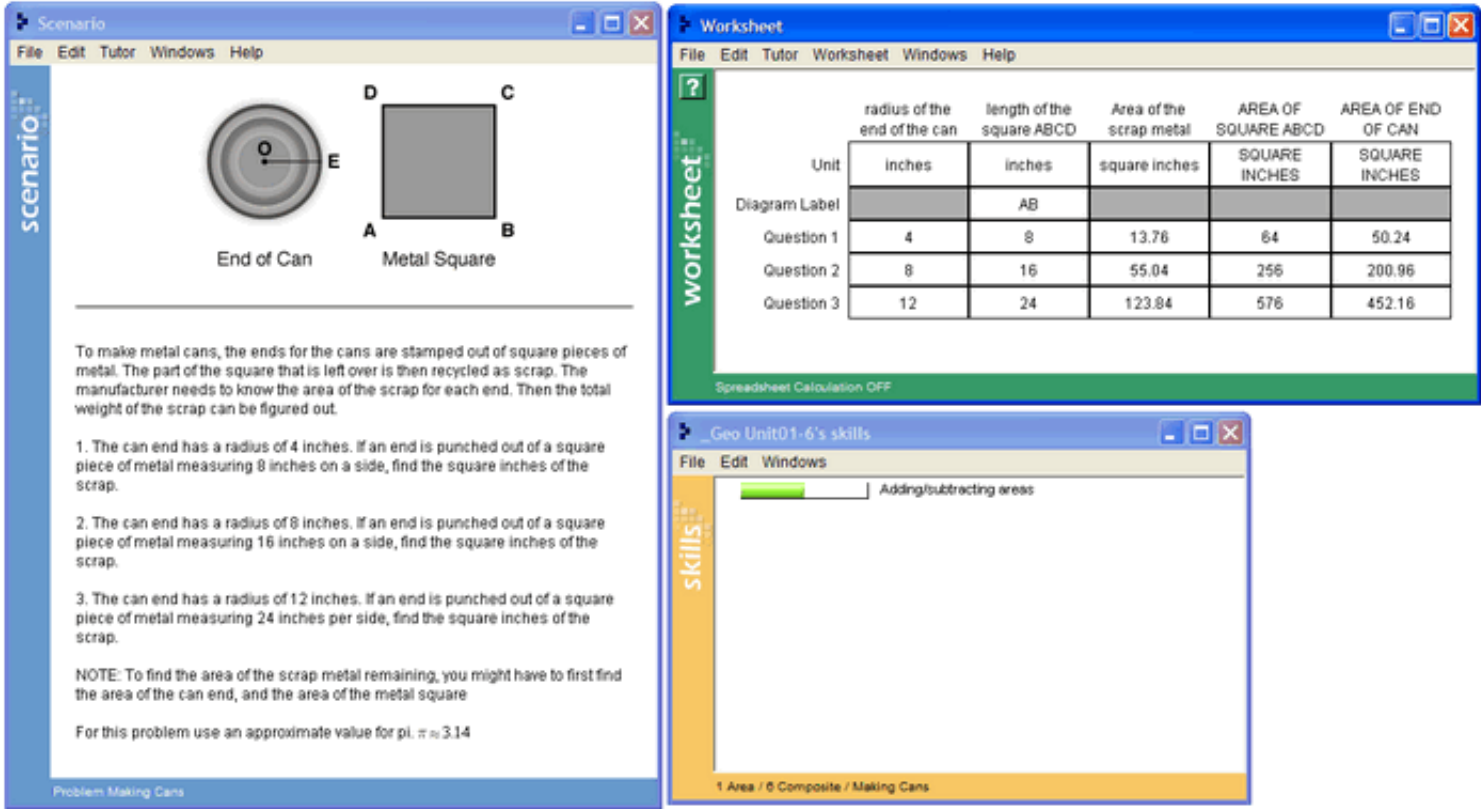 Scenario
File Edit Tutor Windows Help
scenario
D C
O E
A B
End of Can Metal Square
To make metal cans, the ends for the cans are stamped out of square pieces of
metal. The part of the square that is left over is then recycled as scrap. The
manufacturer needs to know the area of the scrap for each end. Then the total
weight of the scrap can be figured out.
1. The can end has a radius of 4 inches. If an end is punched out of a square
piece of metal measuring 8 inches on a side, find the square inches of the
scrap.
2. The can end has a radius of 8 inches. If an end is punched out of a square
piece of metal measuring 16 inches on a side, find the square inches of the
scrap.
3. The can end has a radius of 12 inches. If an end is punched out of a square
piece of metal measuring 24 inches per side, find the square inches of the
scrap.
NOTE: To find the area of the scrap metal remaining, you might have to first find
the area of the can end, and the area of the metal square
For this problem use an approximate value for pi. π ≈ 3.14
Problem Making Cans
Worksheet
File Edit Tutor Worksheet Windows Help
?
worksheet
radius of the length of the Area of the AREA OF AREA OF END
end of the can square ABCD scrap metal SQUARE ABCD OF CAN
Unit inches inches square inches SQUARE INCHES SQUARE INCHES
Diagram Label AB
Question 1 4 8 13.76 64 50.24
Question 2 8 16 55.04 256 200.96
Question 3 12 24 123.84 576 452.16
Spreadsheet Calculation OFF
_Geo Unit01-6's skills
File Edit Windows
skills
Adding/subtracting areas
1 Area / 6 Composite / Making Cans